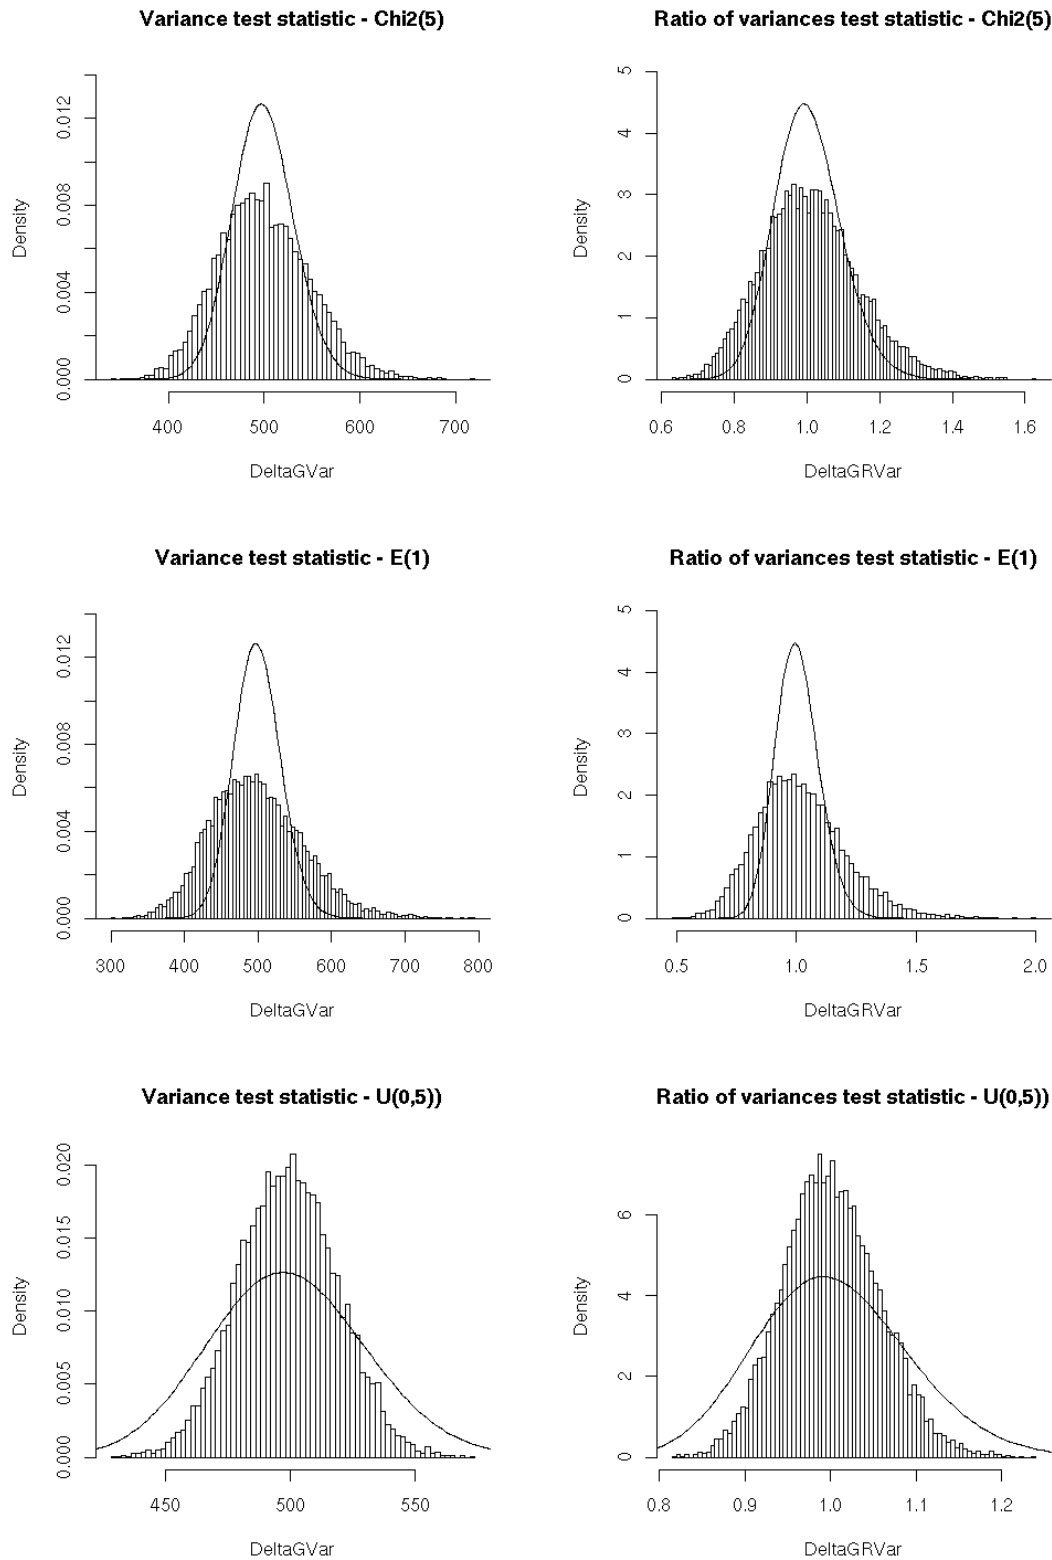 Variance test statistic - Chi2(5)
Density
0.000 0.004 0.008 0.012
400 500 600 700
DeltaGVar
Ratio of variances test statistic - Chi2(5)
Density
0 1 2 3 4 5
0.6 0.8 1.0 1.2 1.4 1.6
DeltaGRVar
Variance test statistic - E(1)
Density
0.000 0.004 0.008 0.012
300 400 500 600 700 800
DeltaGVar
Ratio of variances test statistic - E(1)
Density
0 1 2 3 4 5
0.5 1.0 1.5 2.0
DeltaGRVar
Variance test statistic - U(0,5))
Density
0.000 0.005 0.010 0.015 0.020
450 500 550
DeltaGVar
Ratio of variances test statistic - U(0,5))
Density
0 2 4 6
0.8 0.9 1.0 1.1 1.2
DeltaGRVar